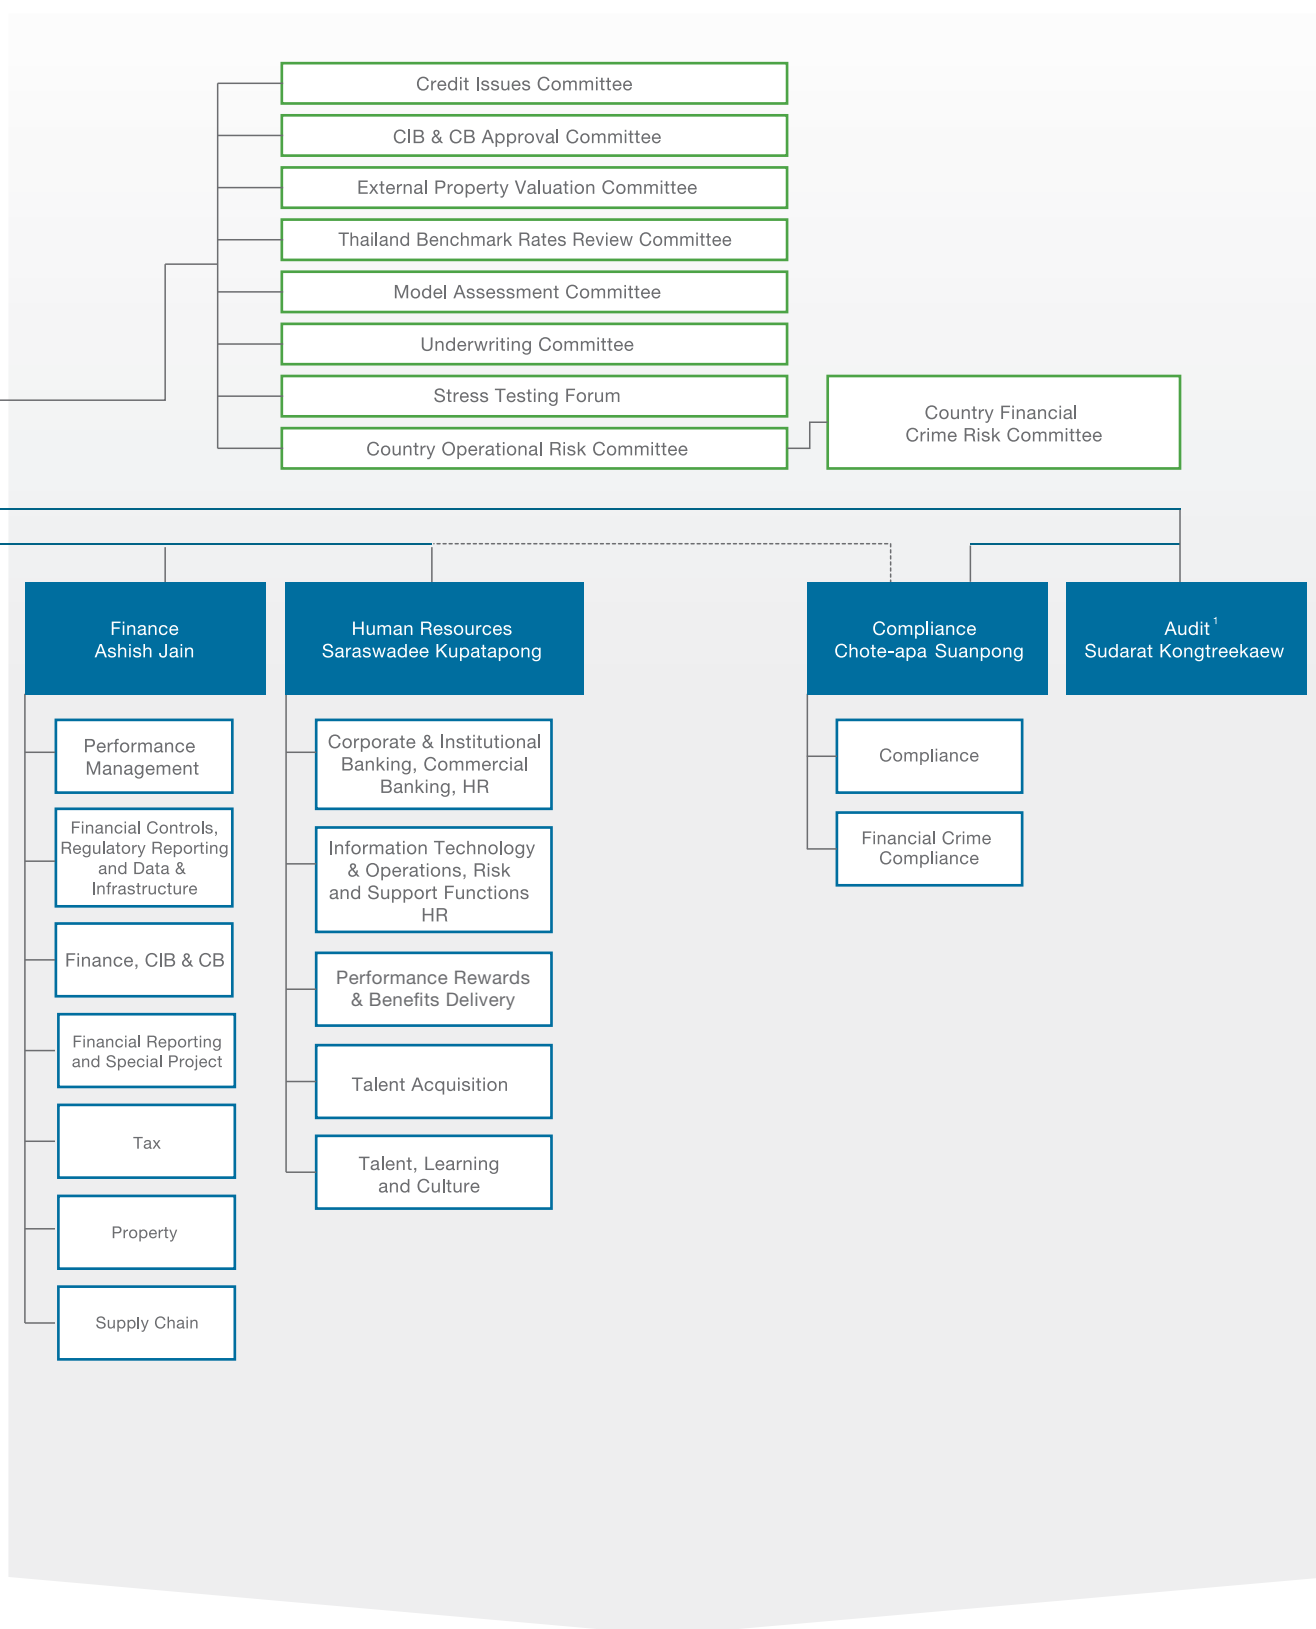 Credit Issues Committee
CIB & CB Approval Committee
External Property Valuation Committee
Thailand Benchmark Rates Review Committee
Model Assessment Committee
Underwriting Committee
Stress Testing Forum
Country Operational Risk Committee
Country Financial
Crime Risk Committee
Finance
Ashish Jain
Performance
Management
Financial Controls,
Regulatory Reporting
and Data &
Infrastructure
Finance, CIB & CB
Financial Reporting
and Special Project
Tax
Property
Supply Chain
Human Resources
Saraswadee Kupatapong
Corporate & Institutional
Banking, Commercial
Banking, HR
Information Technology
& Operations, Risk
and Support Functions
HR
Performance Rewards
& Benefits Delivery
Talent Acquisition
Talent, Learning
and Culture
Compliance
Chote-apa Suanpong
Compliance
Financial Crime
Compliance
Audit¹
Sudarat Kongtreekaew